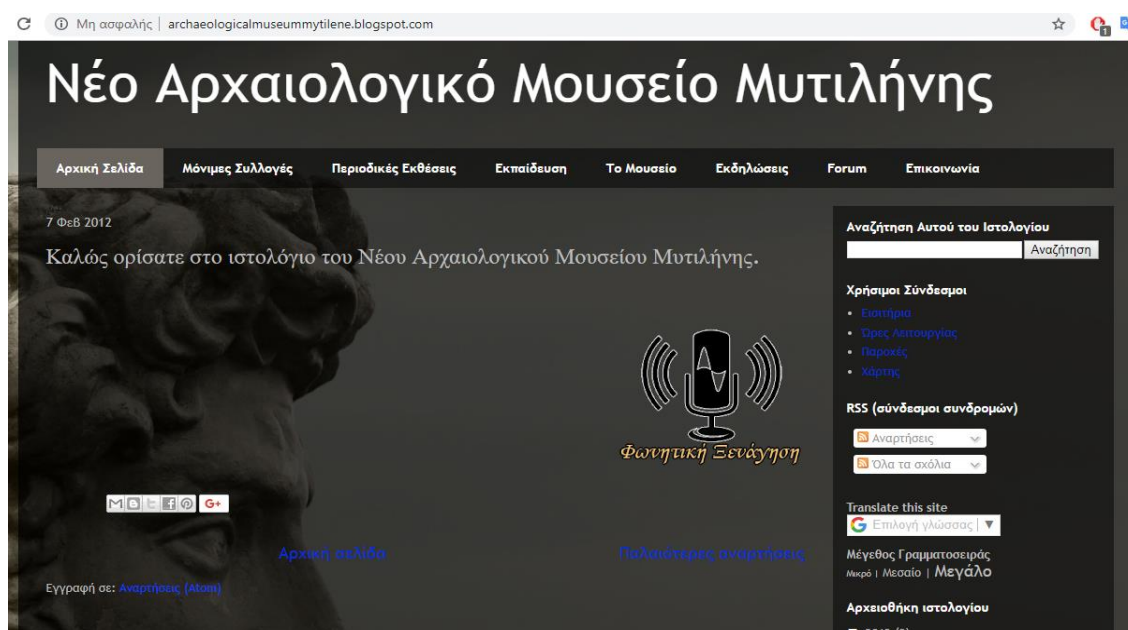 Μη ασφαλής | archaeologicalmuseummytilene.blogspot.com
Νέο Αρχαιολογικό Μουσείο Μυτιλήνης
Αρχική Σελίδα Μόνιμες Συλλογές Περιοδικές Εκθέσεις Εκπαίδευση Το Μουσείο Εκδηλώσεις Forum Επικοινωνία
7 Φεβ 2012
Καλώς ορίσατε στο ιστολόγιο του Νέου Αρχαιολογικού Μουσείου Μυτιλήνης.
Φωνητική Ξενάγηση
Αρχική σελίδα Παλαιότερες αναρτήσεις
Εγγραφή σε: Αναρτήσεις (Atom)
Αναζήτηση Αυτού του Ιστολογίου
Αναζήτηση
Χρήσιμοι Σύνδεσμοι
Εισιτήρια
Ώρες Λειτουργίας
Παροχές
Χάρτης
RSS (σύνδεσμοι συνδρομών)
Αναρτήσεις
Όλα τα σχόλια
Translate this site
Επιλογή γλώσσας | ▼
Μέγεθος Γραμματοσειράς
Μικρό | Μεσαίο | Μεγάλο
Αρχειοθήκη ιστολογίου